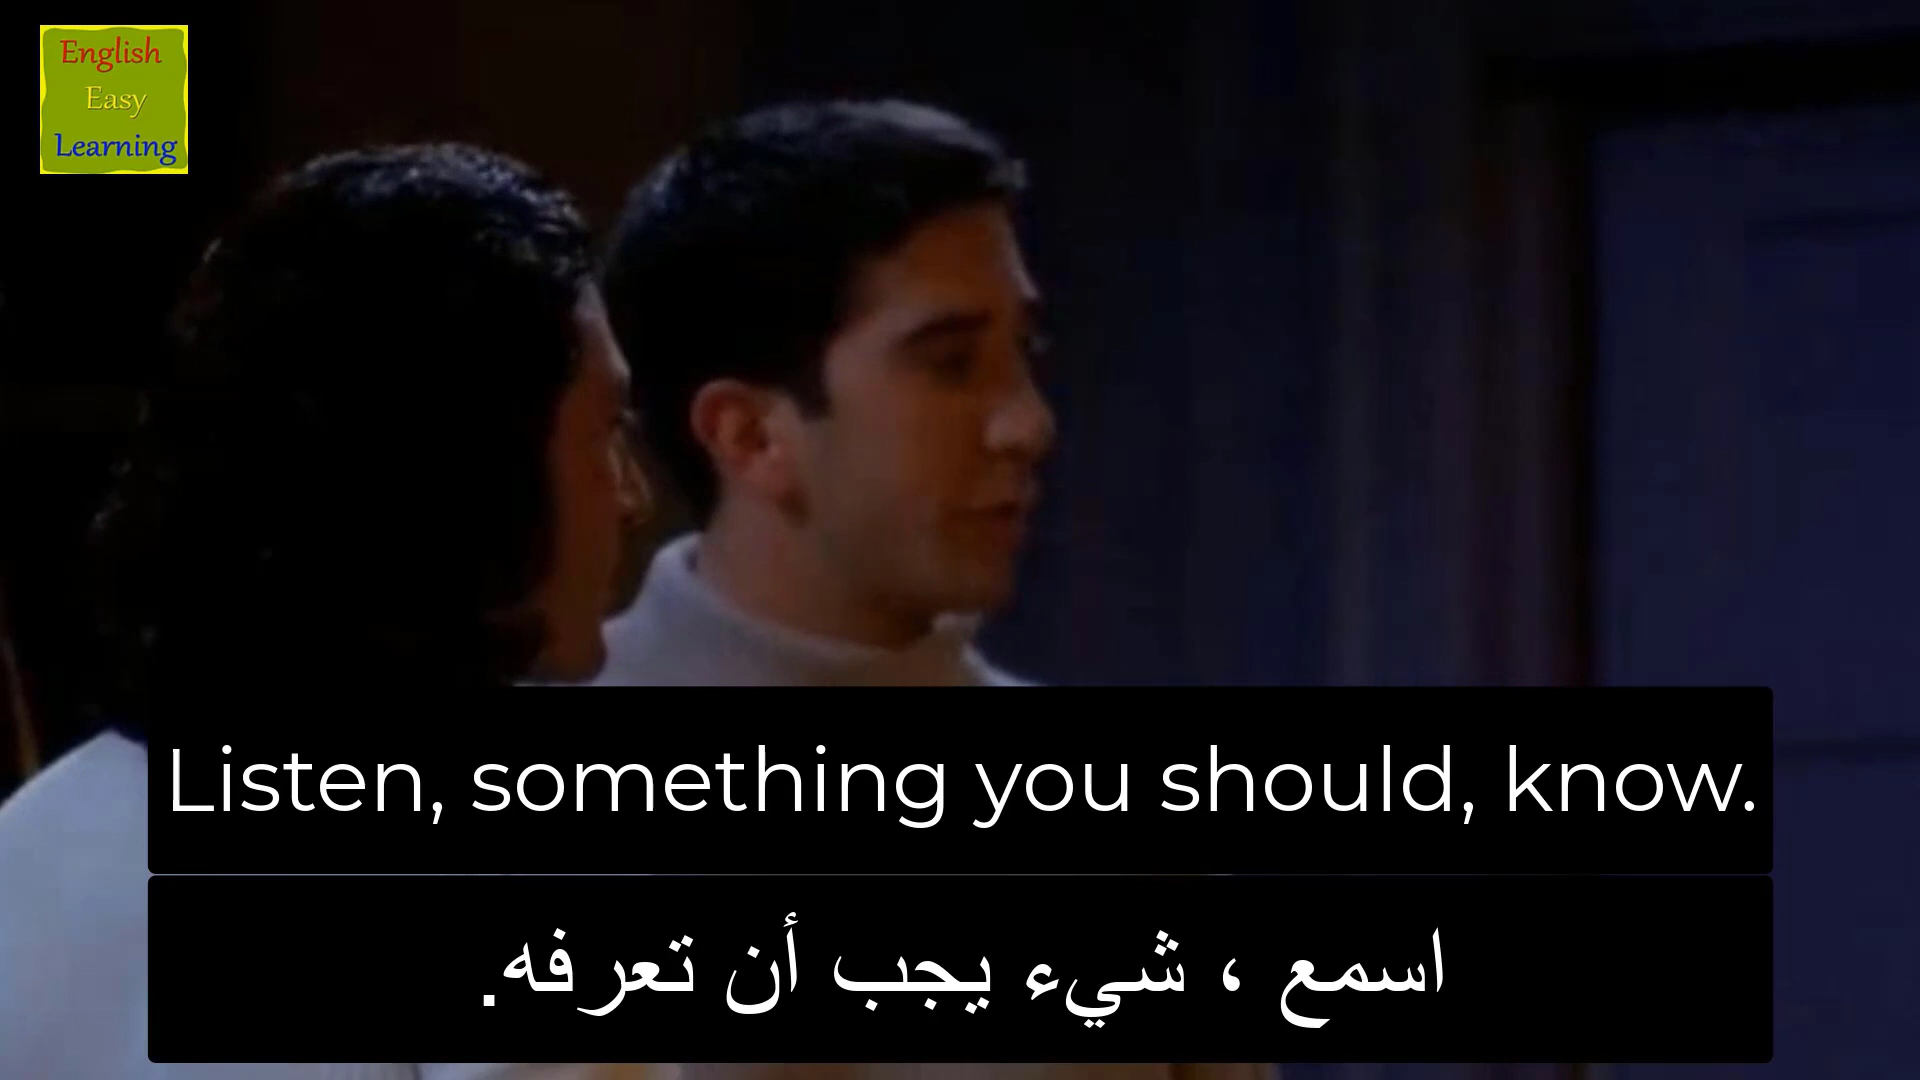 English
Easy
Learning
Listen, something you should, know.
اسمع ، شيء يجب أن تعرفه.